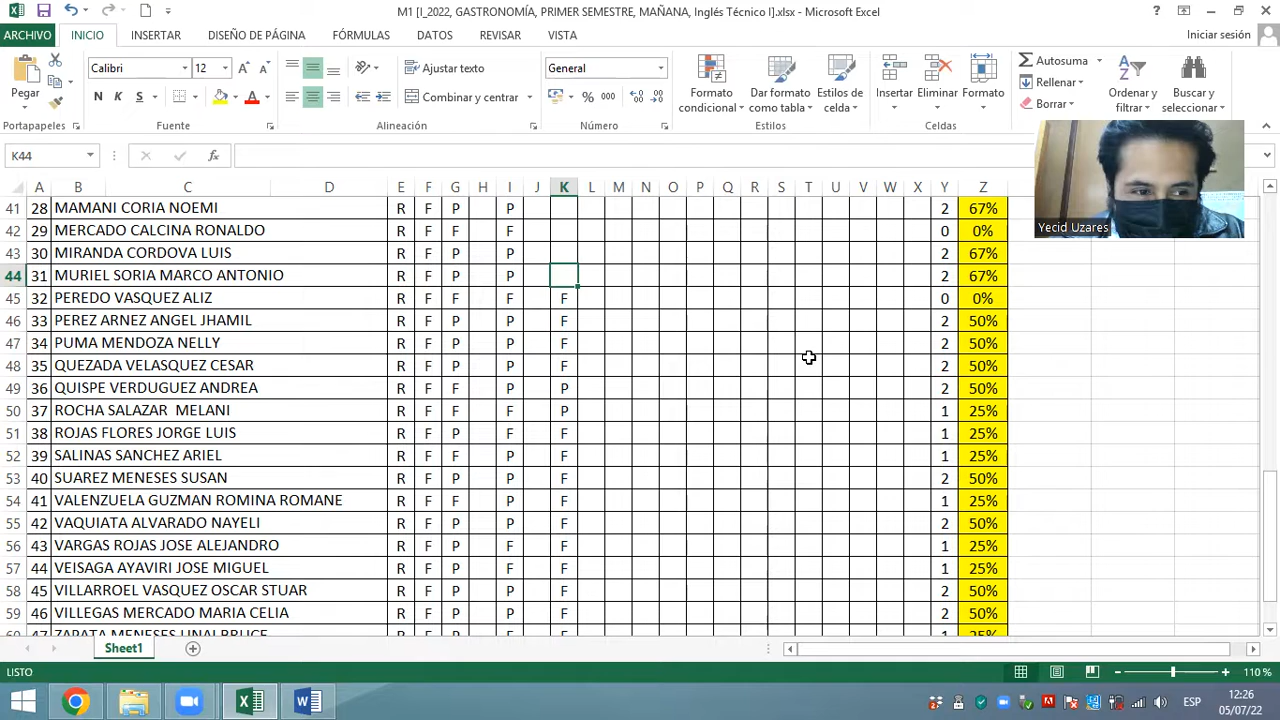 M1 [I_2022, GASTRONOMÍA, PRIMER SEMESTRE, MAÑANA, Inglés Técnico I].xlsx - Microsoft Excel
ARCHIVO INICIO INSERTAR DISEÑO DE PÁGINA FÓRMULAS DATOS REVISAR VISTA Iniciar sesión
Pegar
Portapapeles
Calibri 12
N K S
Fuente
Ajustar texto
Combinar y centrar
Alineación
General
% 000
Número
Formato condicional
Dar formato como tabla
Estilos de celda
Estilos
Insertar
Eliminar
Formato
Celdas
Autosuma
Rellenar
Borrar
Ordenar y filtrar
Buscar y seleccionar
K44 fx
Yecid Uzares
A B C D E F G H I J K L M N O P Q R S T U V W X Y Z
41 28 MAMANI CORIA NOEMI R F P P 2 67%
42 29 MERCADO CALCINA RONALDO R F F F 0 0%
43 30 MIRANDA CORDOVA LUIS R F P P 2 67%
44 31 MURIEL SORIA MARCO ANTONIO R F P P 2 67%
45 32 PEREDO VASQUEZ ALIZ R F F F F 0 0%
46 33 PEREZ ARNEZ ANGEL JHAMIL R F P P F 2 50%
47 34 PUMA MENDOZA NELLY R F P P F 2 50%
48 35 QUEZADA VELASQUEZ CESAR R F P P F 2 50%
49 36 QUISPE VERDUGUEZ ANDREA R F P F P 2 50%
50 37 ROCHA SALAZAR MELANI R F F F P 1 25%
51 38 ROJAS FLORES JORGE LUIS R F F P F 1 25%
52 39 SALINAS SANCHEZ ARIEL R F F P F 1 25%
53 40 SUAREZ MENESES SUSAN R F P P F 2 50%
54 41 VALENZUELA GUZMAN ROMINA ROMANE R F F P F 1 25%
55 42 VAQUIATA ALVARADO NAYELI R F P P F 2 50%
56 43 VARGAS ROJAS JOSE ALEJANDRO R F P F F 1 25%
57 44 VEISAGA AYAVIRI JOSE MIGUEL R F F P F 1 25%
58 45 VILLARROEL VASQUEZ OSCAR STUAR R F P P F 2 50%
59 46 VILLEGAS MERCADO MARIA CELIA R F P P F 2 50%
Sheet1
LISTO 110 %
ESP 12:26
05/07/22